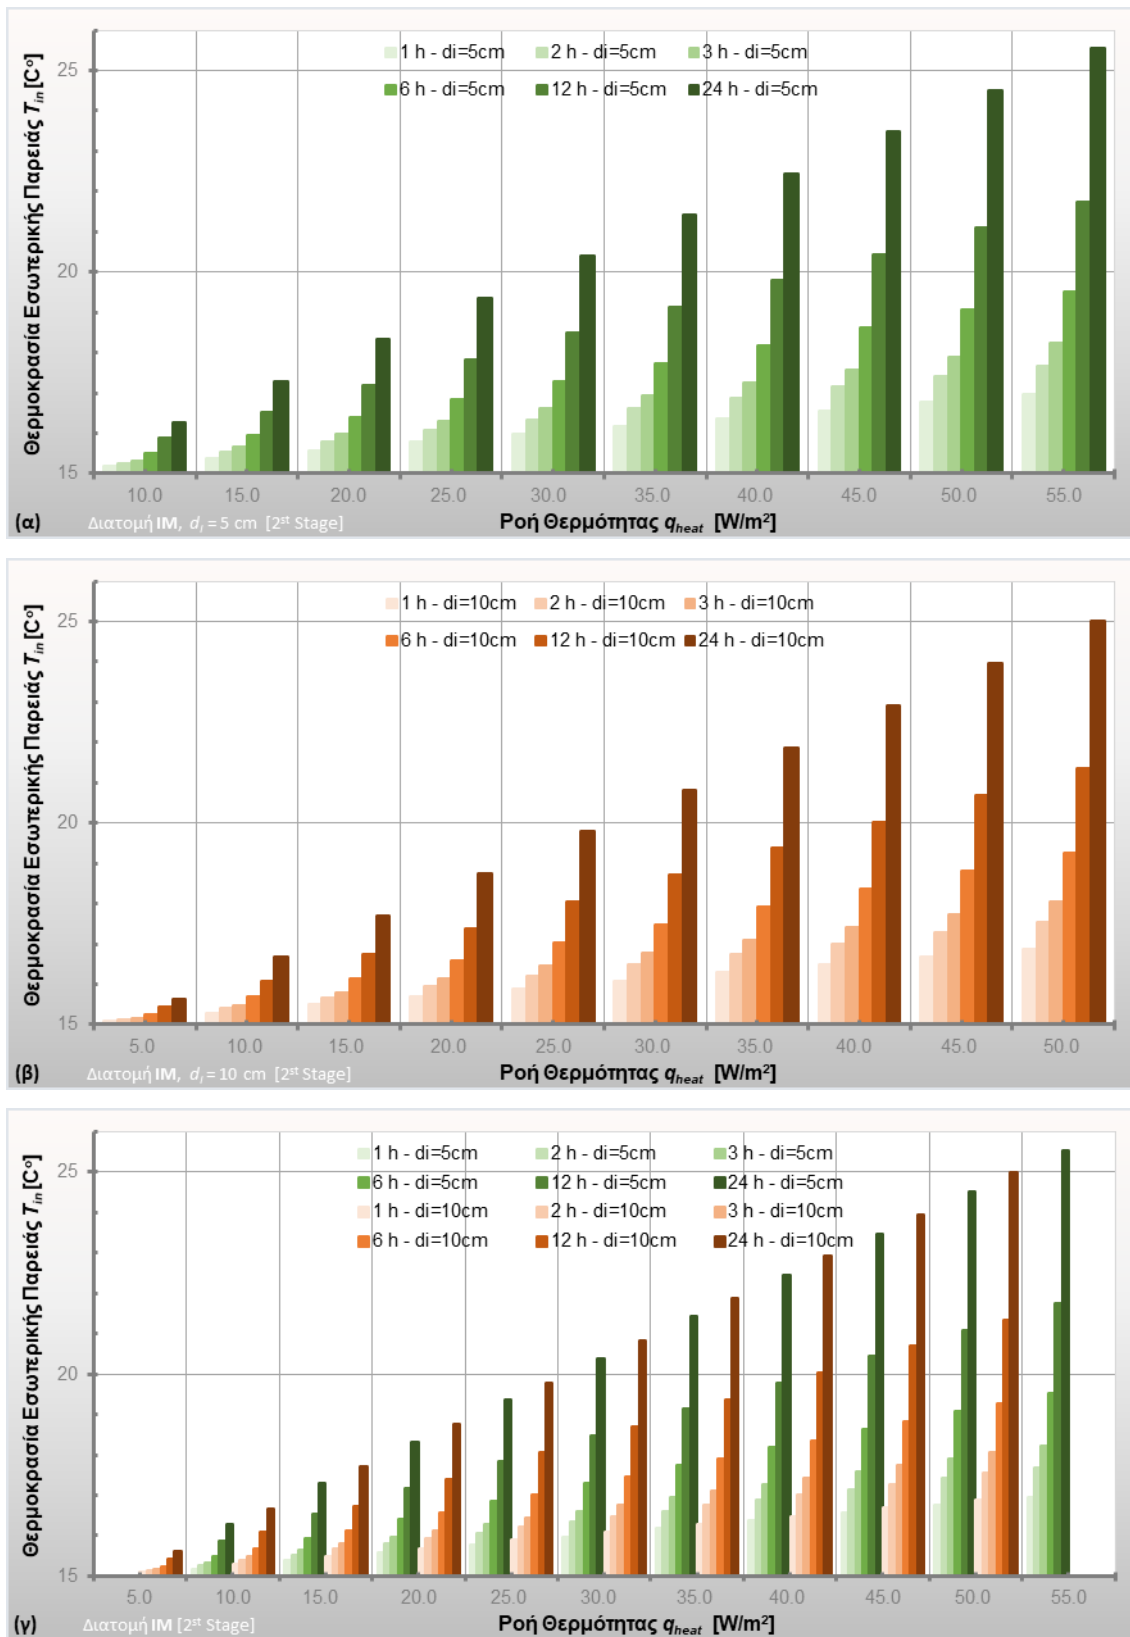 1 h - di=5cm 2 h - di=5cm 3 h - di=5cm
6 h - di=5cm 12 h - di=5cm 24 h - di=5cm
Θερμοκρασία Εσωτερικής Παρειάς Tin [Cº]
25
20
15
10.0 15.0 20.0 25.0 30.0 35.0 40.0 45.0 50.0 55.0
(α) Διατομή IM, di = 5 cm [2st Stage] Ροή Θερμότητας qheat [W/m²]
1 h - di=10cm 2 h - di=10cm 3 h - di=10cm
6 h - di=10cm 12 h - di=10cm 24 h - di=10cm
Θερμοκρασία Εσωτερικής Παρειάς Tin [Cº]
25
20
15
5.0 10.0 15.0 20.0 25.0 30.0 35.0 40.0 45.0 50.0
(β) Διατομή IM, di = 10 cm [2st Stage] Ροή Θερμότητας qheat [W/m²]
1 h - di=5cm 2 h - di=5cm 3 h - di=5cm
6 h - di=5cm 12 h - di=5cm 24 h - di=5cm
1 h - di=10cm 2 h - di=10cm 3 h - di=10cm
6 h - di=10cm 12 h - di=10cm 24 h - di=10cm
Θερμοκρασία Εσωτερικής Παρειάς Tin [Cº]
25
20
15
5.0 10.0 15.0 20.0 25.0 30.0 35.0 40.0 45.0 50.0 55.0
(γ) Διατομή IM [2st Stage] Ροή Θερμότητας qheat [W/m²]